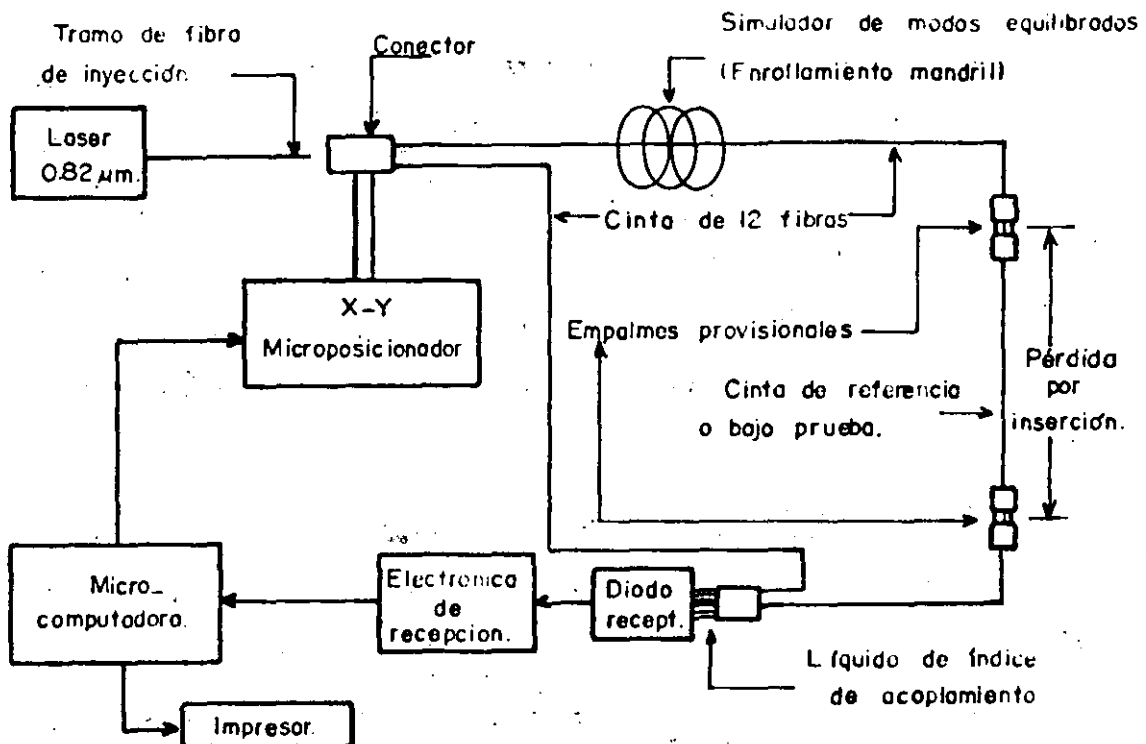 Tramo de fibra
de inyección.
Conector
Simulador de modos equilibrados
(Enrollamiento mandrill)
Laser
0.82 µm.
Cinta de 12 fibras
X-Y
Microposicionador
Empalmes provisionales
Pérdida
por
inserción.
Cinta de referencia
o bajo prueba.
Micro-
computadora.
Electronica
de
recepcion.
Diodo
recept.
Líquido de índice
de acoplamiento
Impresor.